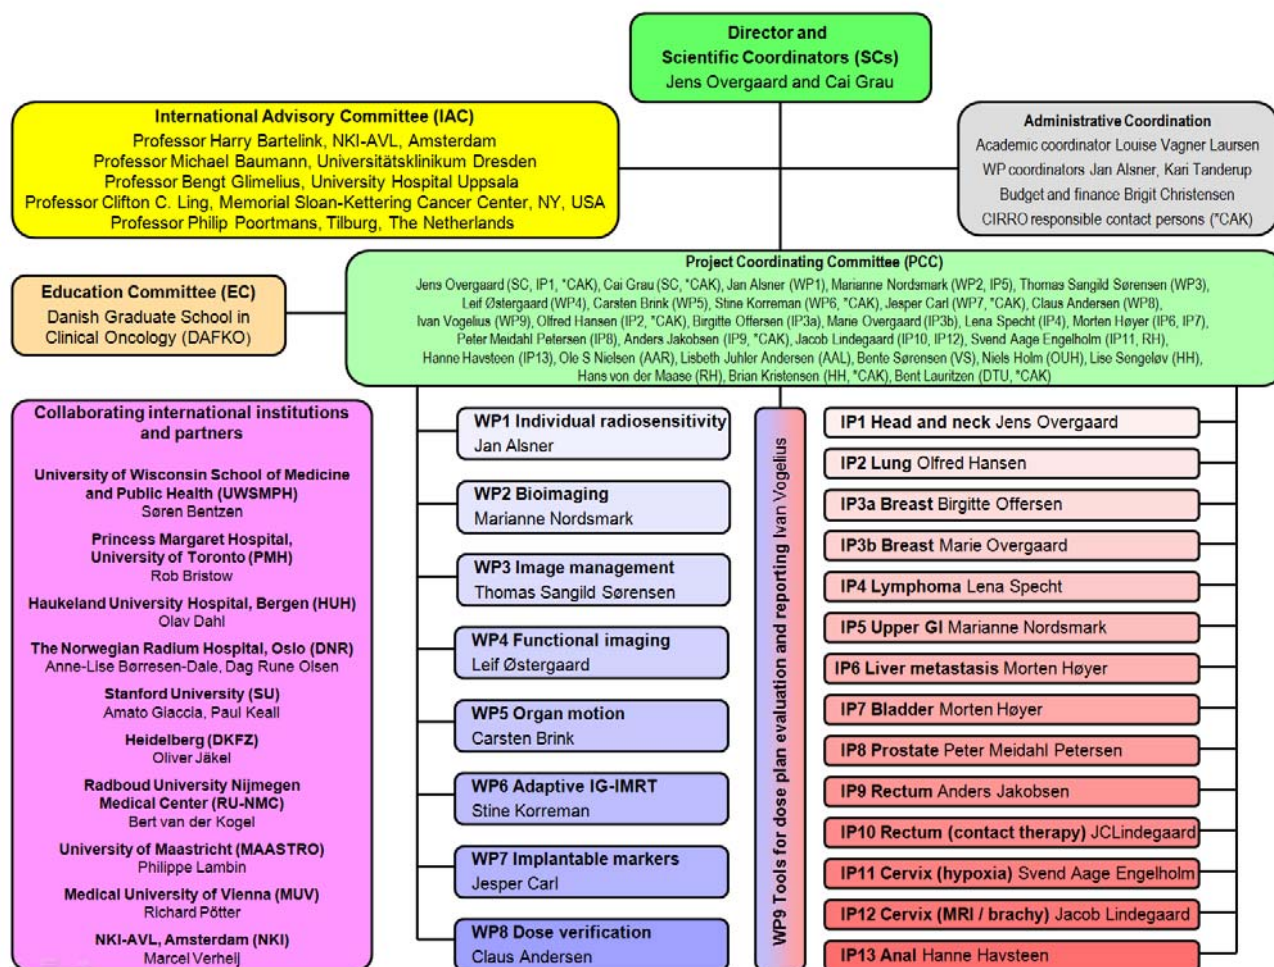 Director and
Scientific Coordinators (SCs)
Jens Overgaard and Cai Grau
International Advisory Committee (IAC)
Professor Harry Bartelink, NKI-AVL, Amsterdam
Professor Michael Baumann, Universitätsklinikum Dresden
Professor Bengt Glimelius, University Hospital Uppsala
Professor Clifton C. Ling, Memorial Sloan-Kettering Cancer Center, NY, USA
Professor Philip Poortmans, Tilburg, The Netherlands
Administrative Coordination
Academic coordinator Louise Vagner Laursen
WP coordinators Jan Alsner, Kari Tanderup
Budget and finance Brigit Christensen
CIRRO responsible contact persons (*CAK)
Project Coordinating Committee (PCC)
Jens Overgaard (SC, IP1, *CAK), Cai Grau (SC, *CAK), Jan Alsner (WP1), Marianne Nordsmark (WP2, IP5), Thomas Sangild Sørensen (WP3),
Leif Østergaard (WP4), Carsten Brink (WP5), Stine Korreman (WP6, *CAK), Jesper Carl (WP7, *CAK), Claus Andersen (WP8),
Ivan Vogelius (WP9), Olfred Hansen (IP2, *CAK), Birgitte Offersen (IP3a), Marie Overgaard (IP3b), Lena Specht (IP4), Morten Høyer (IP6, IP7),
Peter Meidahl Petersen (IP8), Anders Jakobsen (IP9, *CAK), Jacob Lindegaard (IP10, IP12), Svend Aage Engelholm (IP11, RH),
Hanne Havsteen (IP13), Ole S Nielsen (AAR), Lisbeth Juhler Andersen (AAL), Bente Sørensen (VS), Niels Holm (OUH), Lise Sengeløv (HH),
Hans von der Maase (RH), Brian Kristensen (HH, *CAK), Bent Lauritzen (DTU, *CAK)
Education Committee (EC)
Danish Graduate School in
Clinical Oncology (DAFKO)
Collaborating international institutions
and partners
University of Wisconsin School of Medicine
and Public Health (UWSMPH)
Søren Bentzen
Princess Margaret Hospital,
University of Toronto (PMH)
Rob Bristow
Haukeland University Hospital, Bergen (HUH)
Olav Dahl
The Norwegian Radium Hospital, Oslo (DNR)
Anne-Lise Børresen-Dale, Dag Rune Olsen
Stanford University (SU)
Amato Giaccia, Paul Keall
Heidelberg (DKFZ)
Oliver Jäkel
Radboud University Nijmegen
Medical Center (RU-NMC)
Bert van der Kogel
University of Maastricht (MAASTRO)
Philippe Lambin
Medical University of Vienna (MUV)
Richard Pötter
NKI-AVL, Amsterdam (NKI)
Marcel Verheij
WP1 Individual radiosensitivity
Jan Alsner
WP2 Bioimaging
Marianne Nordsmark
WP3 Image management
Thomas Sangild Sørensen
WP4 Functional imaging
Leif Østergaard
WP5 Organ motion
Carsten Brink
WP6 Adaptive IG-IMRT
Stine Korreman
WP7 Implantable markers
Jesper Carl
WP8 Dose verification
Claus Andersen
WP9 Tools for dose plan evaluation and reporting Ivan Vogelius
IP1 Head and neck Jens Overgaard
IP2 Lung Olfred Hansen
IP3a Breast Birgitte Offersen
IP3b Breast Marie Overgaard
IP4 Lymphoma Lena Specht
IP5 Upper GI Marianne Nordsmark
IP6 Liver metastasis Morten Høyer
IP7 Bladder Morten Høyer
IP8 Prostate Peter Meidahl Petersen
IP9 Rectum Anders Jakobsen
IP10 Rectum (contact therapy) JCLindegaard
IP11 Cervix (hypoxia) Svend Aage Engelholm
IP12 Cervix (MRI / brachy) Jacob Lindegaard
IP13 Anal Hanne Havsteen